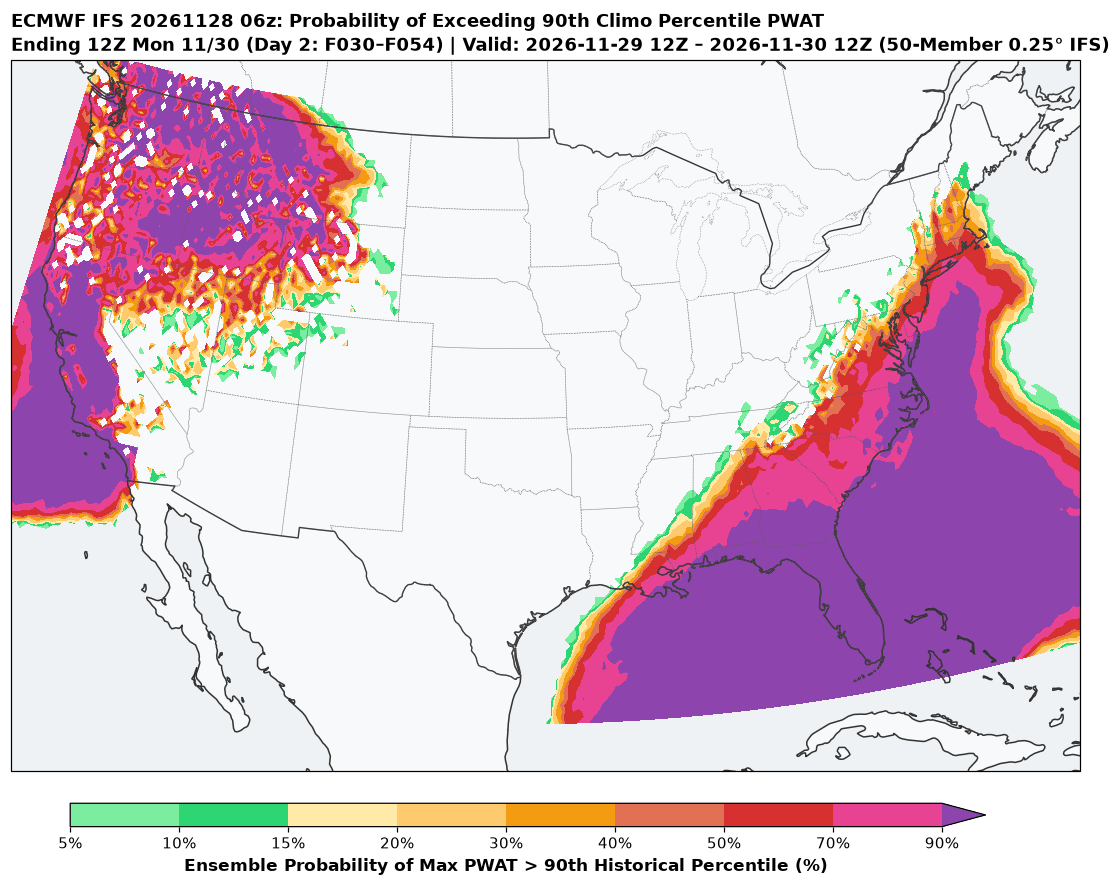 ECMWF IFS 20261128 06z: Probability of Exceeding 90th Climo Percentile PWAT
Ending 12Z Mon 11/30 (Day 2: F030–F054) | Valid: 2026-11-29 12Z – 2026-11-30 12Z (50-Member 0.25° IFS)
5% 10% 15% 20% 30% 40% 50% 70% 90%
Ensemble Probability of Max PWAT > 90th Historical Percentile (%)